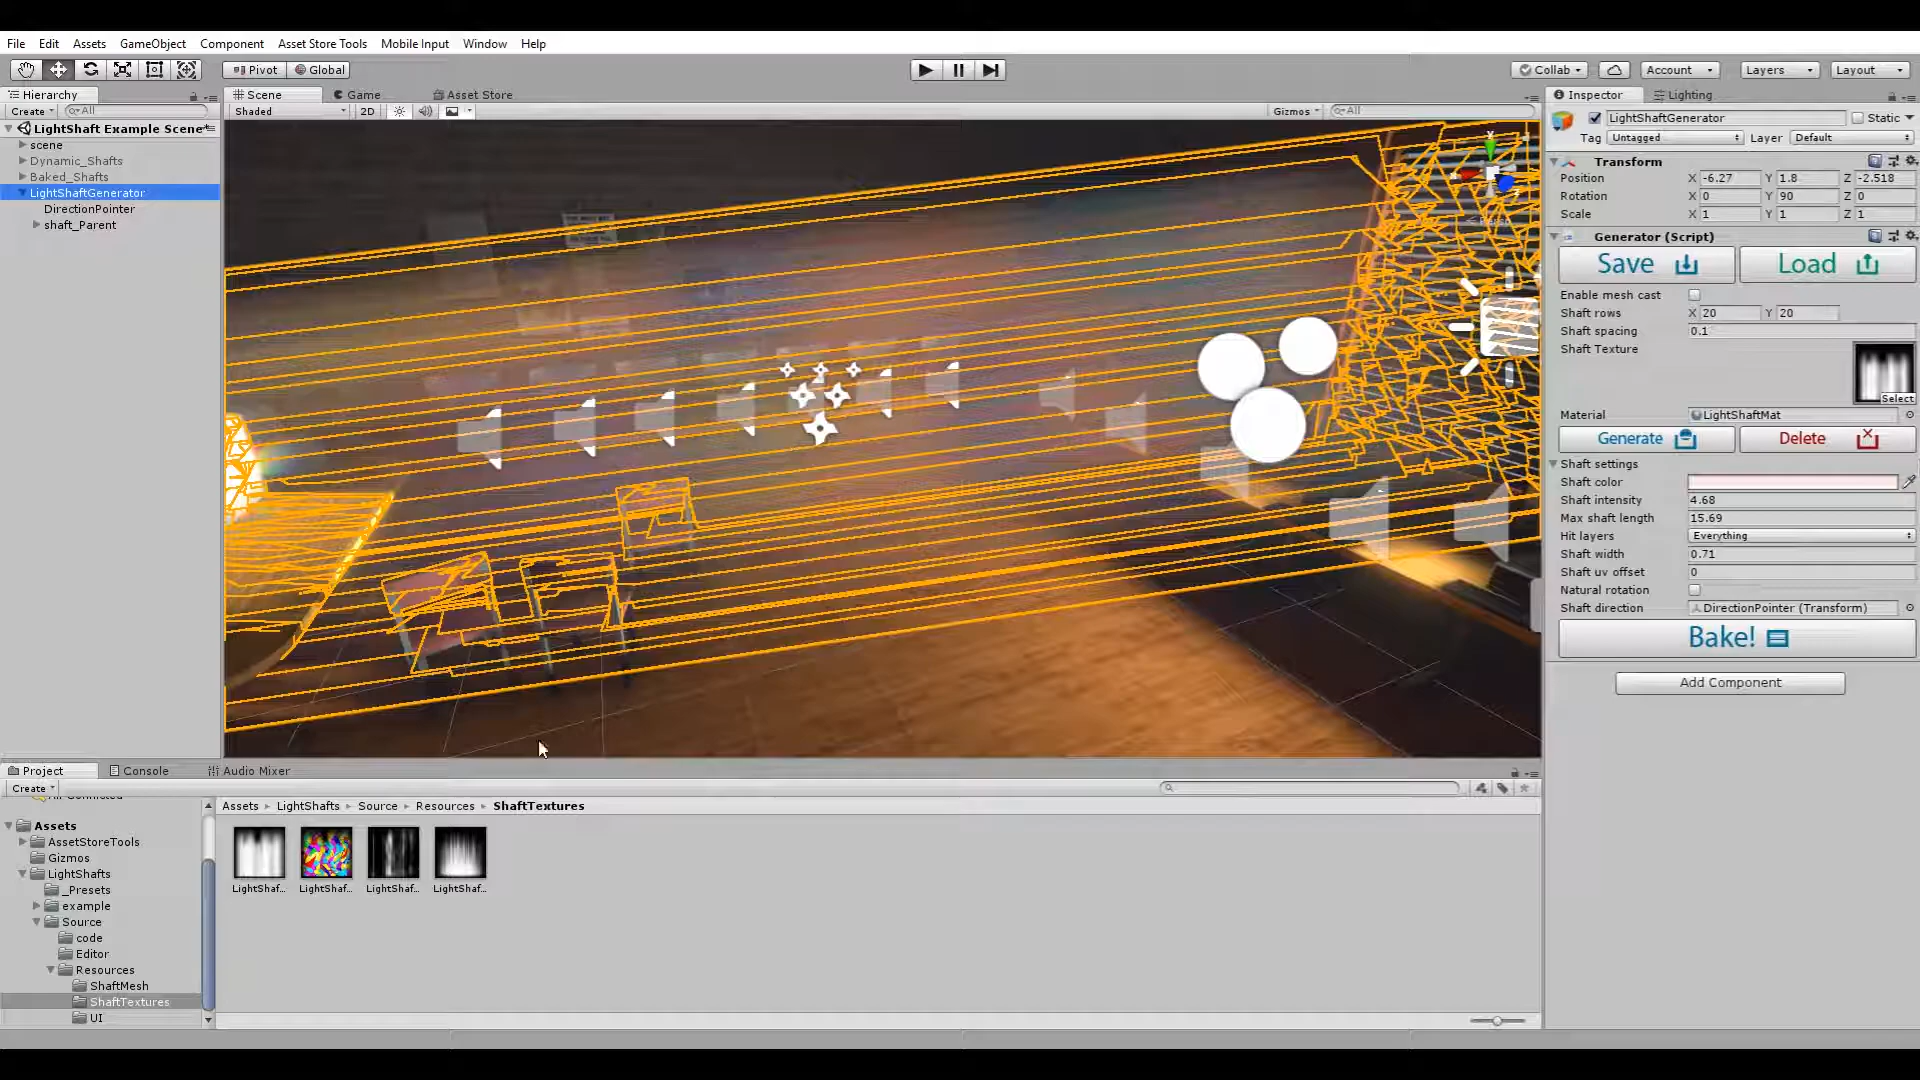 File Edit Assets GameObject Component Asset Store Tools Mobile Input Window Help
Pivot Global Collab Account Layers Layout
Hierarchy
Create All
LightShaft Example Scene*
scene
Dynamic_Shafts
Baked_Shafts
LightShaftGenerator
DirectionPointer
shaft_Parent
Scene Game Asset Store
Shaded 2D Gizmos All
y
Persp
Inspector Lighting
LightShaftGenerator Static
Tag Untagged Layer Default
Transform
Position X -6.27 Y 1.8 Z -2.518
Rotation X 0 Y 90 Z 0
Scale X 1 Y 1 Z 1
Generator (Script)
Save Load
Enable mesh cast
Shaft rows X 20 Y 20
Shaft spacing 0.1
Shaft Texture
Select
Material LightShaftMat
Generate Delete
Shaft settings
Shaft color
Shaft intensity 4.68
Max shaft length 15.69
Hit layers Everything
Shaft width 0.71
Shaft uv offset 0
Natural rotation
Shaft direction DirectionPointer (Transform)
Bake!
Add Component
Project Console Audio Mixer
Create
Assets
AssetStoreTools
Gizmos
LightShafts
_Presets
example
Source
code
Editor
Resources
ShaftMesh
ShaftTextures
UI
Assets LightShafts Source Resources ShaftTextures
LightShaf... LightShaf... LightShaf... LightShaf...